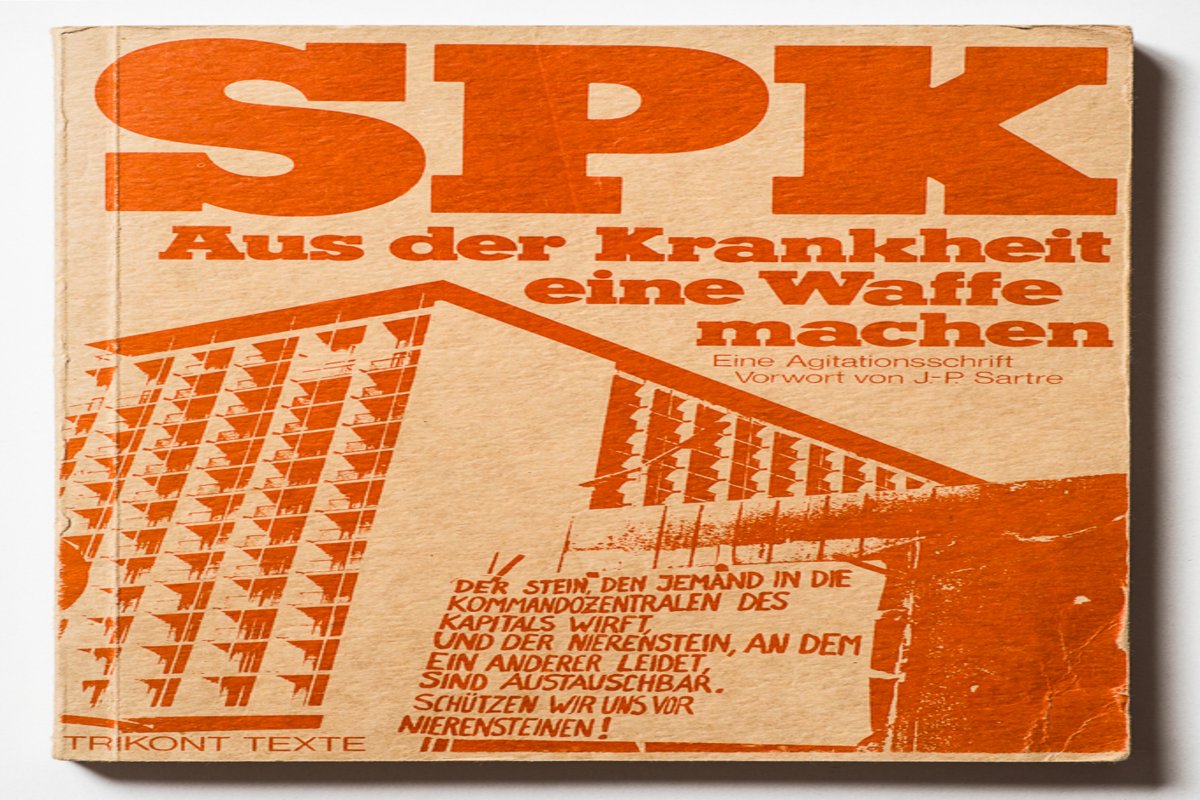 SPK
Aus der Krankheit
eine Waffe
machen
Eine Agitationsschrift
Vorwort von J.-P. Sartre
DER STEIN, DEN JEMAND IN DIE
KOMMANDOZENTRALEN DES
KAPITALS WIRFT,
UND DER NIERENSTEIN, AN DEM
EIN ANDERER LEIDET,
SIND AUSTAUSCHBAR.
SCHÜTZEN WIR UNS VOR
NIERENSTEINEN!
TRIKONT TEXTE